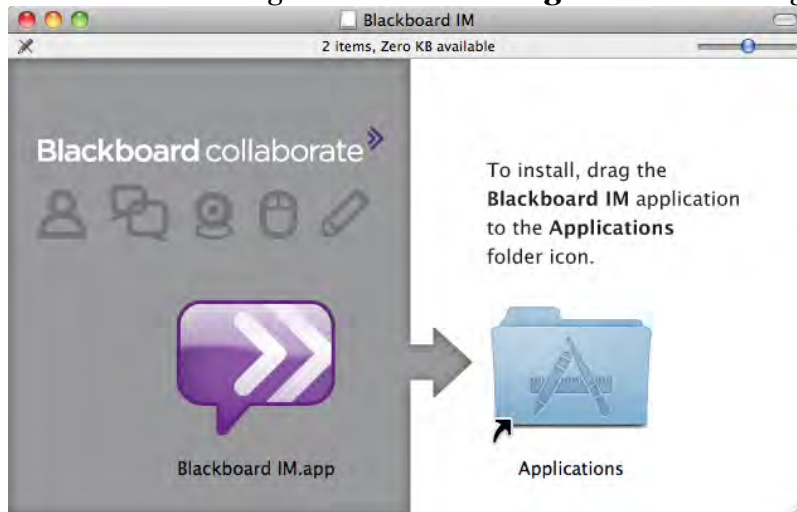 Blackboard IM
2 items, Zero KB available
Blackboard collaborate
To install, drag the
Blackboard IM application
to the Applications
folder icon.
Blackboard IM.app
Applications